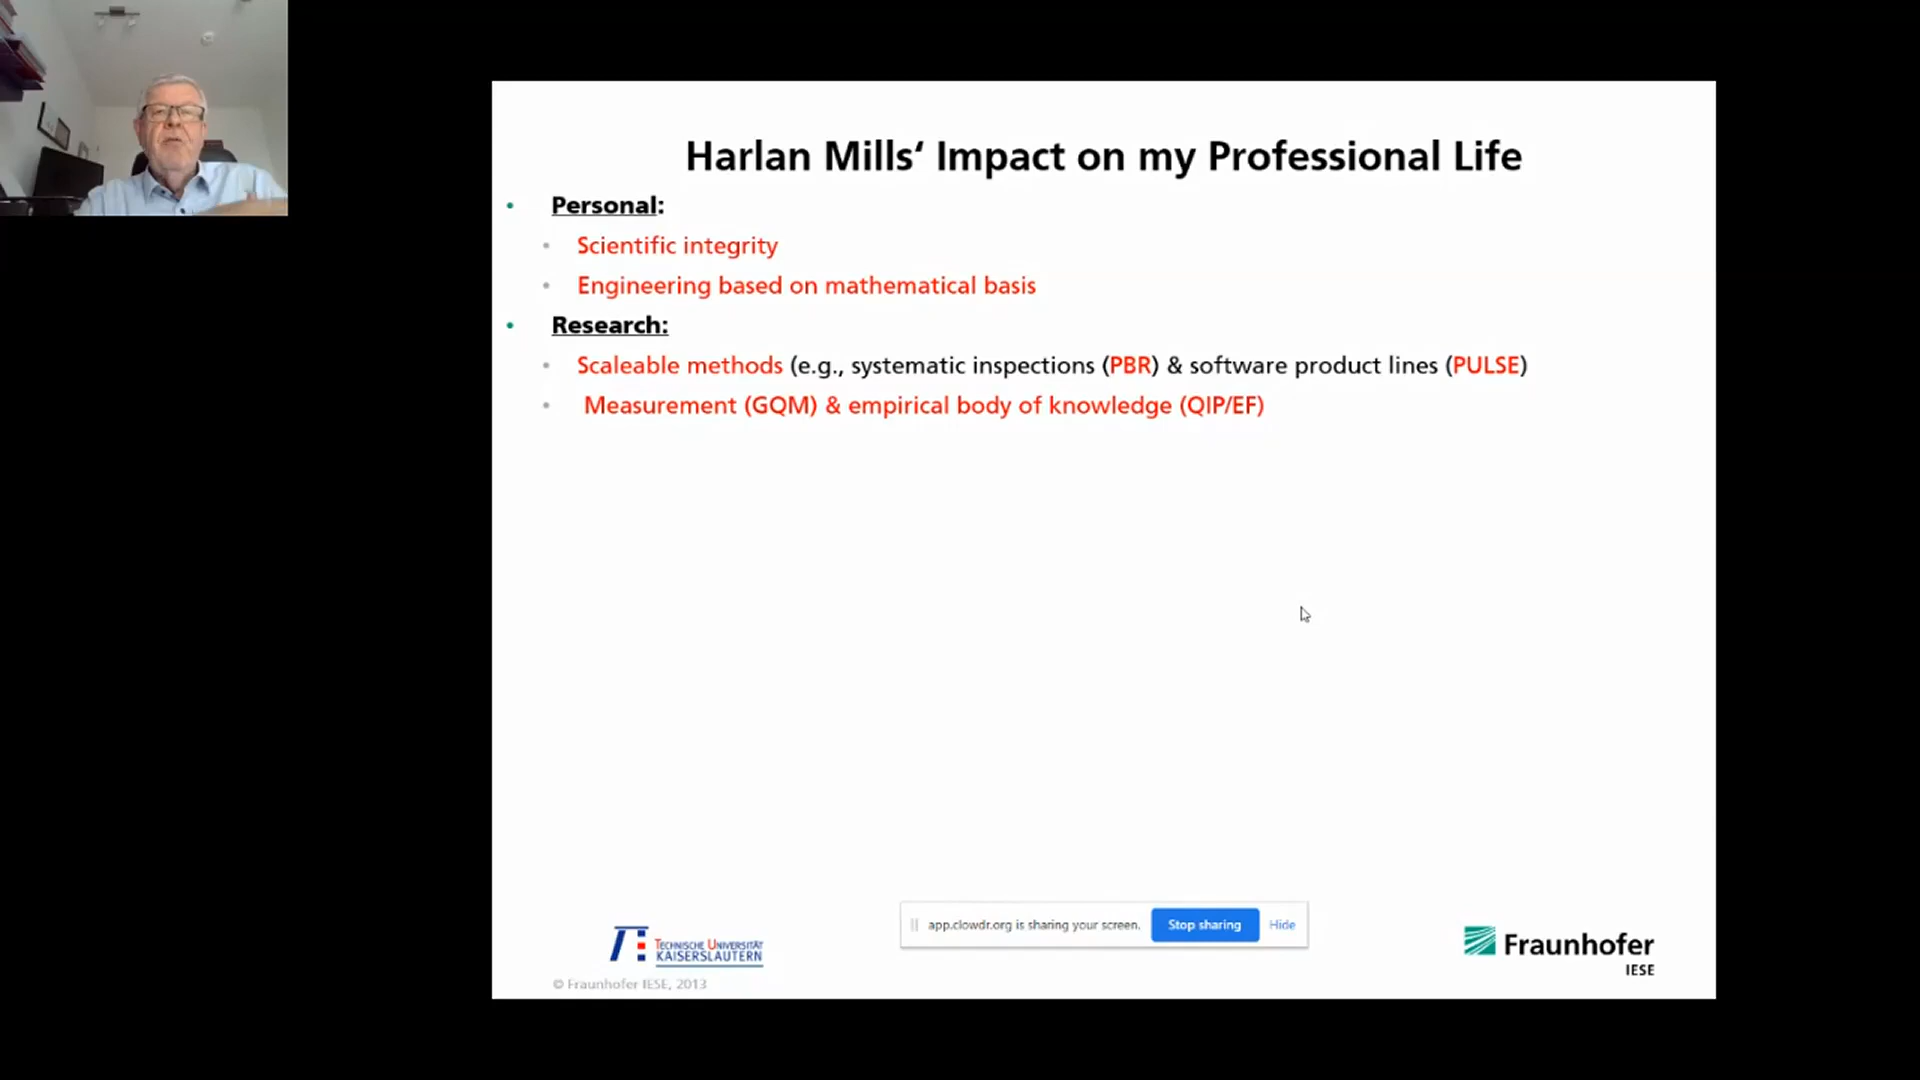 Harlan Mills‘ Impact on my Professional Life
• Personal:
• Scientific integrity
• Engineering based on mathematical basis
• Research:
• Scaleable methods (e.g., systematic inspections (PBR) & software product lines (PULSE)
• Measurement (GQM) & empirical body of knowledge (QIP/EF)
app.clowdr.org is sharing your screen. Stop sharing Hide
TECHNISCHE UNIVERSITÄT
KAISERSLAUTERN
Fraunhofer
IESE
© Fraunhofer IESE, 2013